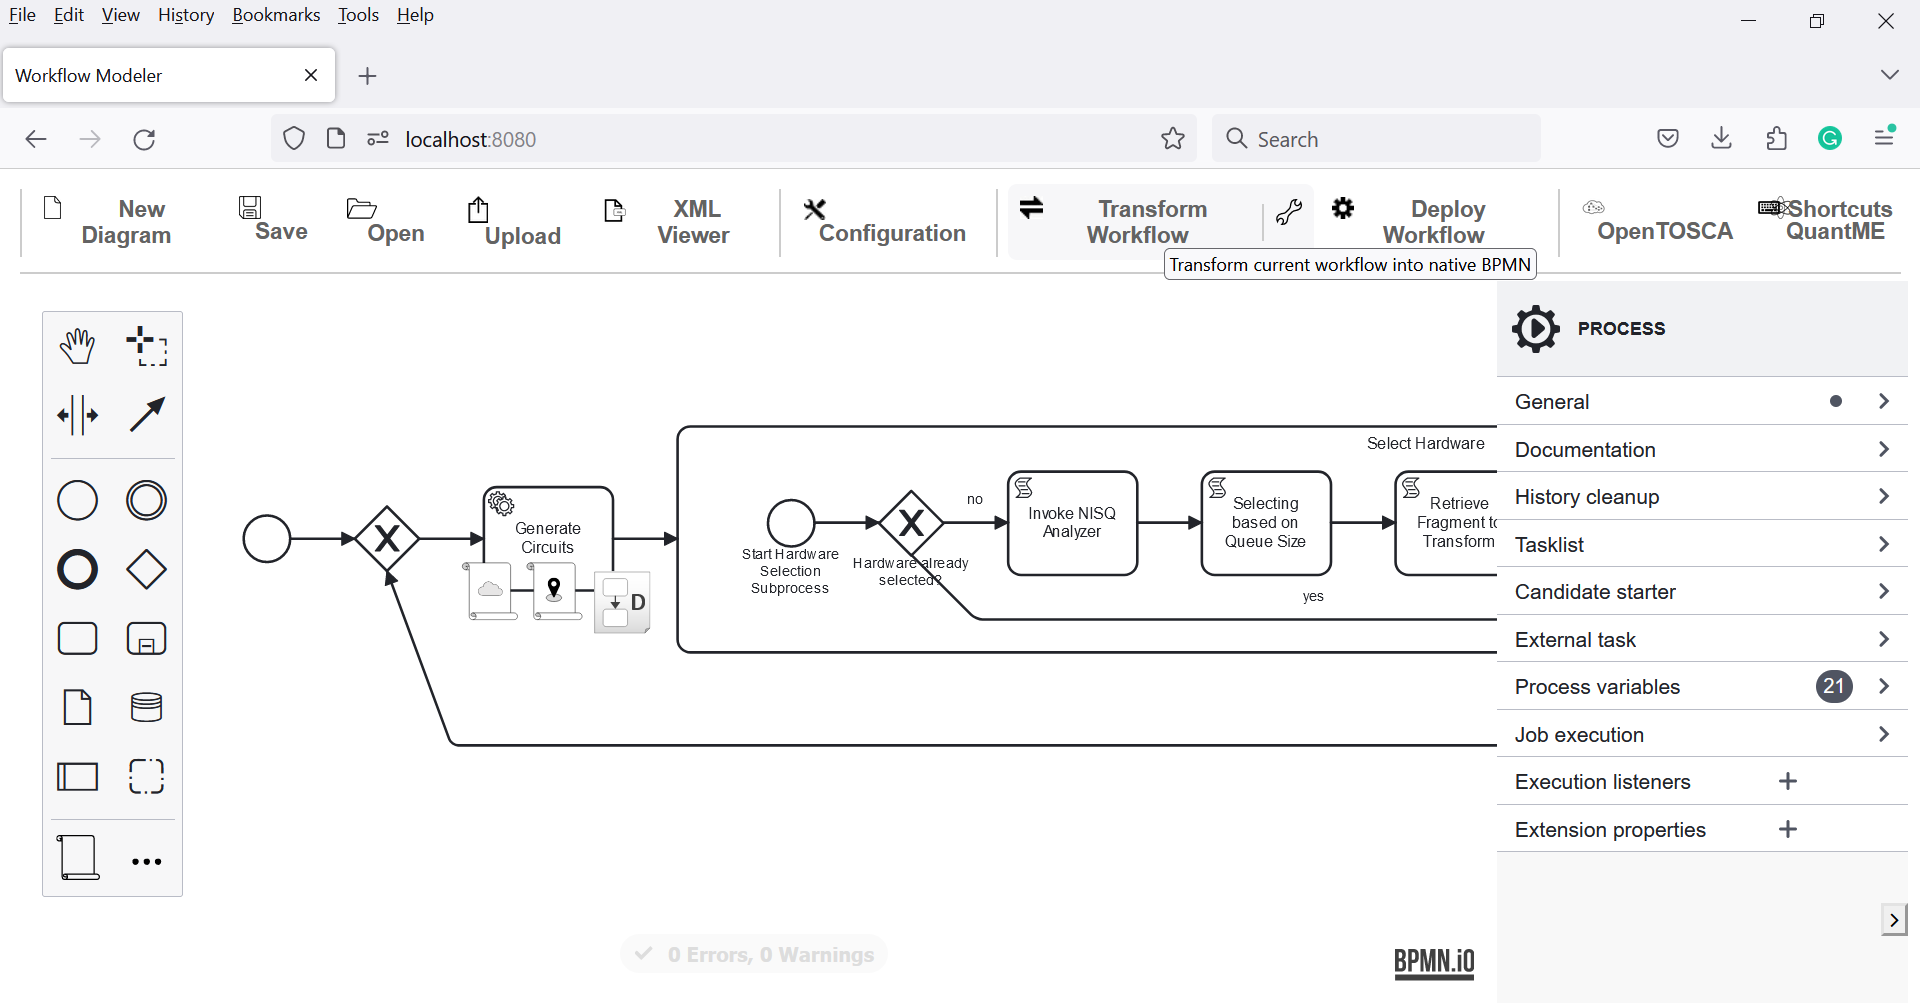 File Edit View History Bookmarks Tools Help
Workflow Modeler
localhost:8080
Search
New
Diagram
Save
Open
Upload
XML
Viewer
Configuration
Transform
Workflow
Deploy
Workflow
OpenTOSCA
Shortcuts
QuantME
Transform current workflow into native BPMN
PROCESS
General
Documentation
History cleanup
Tasklist
Candidate starter
External task
Process variables 21
Job execution
Execution listeners
Extension properties
Select Hardware
Generate
Circuits
D
Start Hardware
Selection
Subprocess
Hardware already
selected?
no
Invoke NISQ
Analyzer
Selecting
based on
Queue Size
Retrieve
Fragment to
Transform
yes
0 Errors, 0 Warnings
BPMN.iO